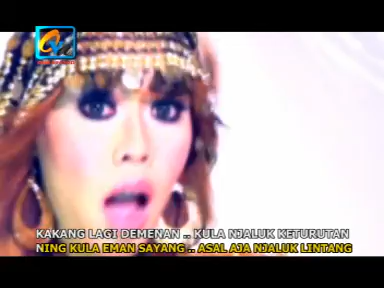 KAKANG LAGI DEMENAN .. KULA NJALUK KETURUTAN
NING KULA EMAN SAYANG .. ASAL AJA NJALUK LINTANG